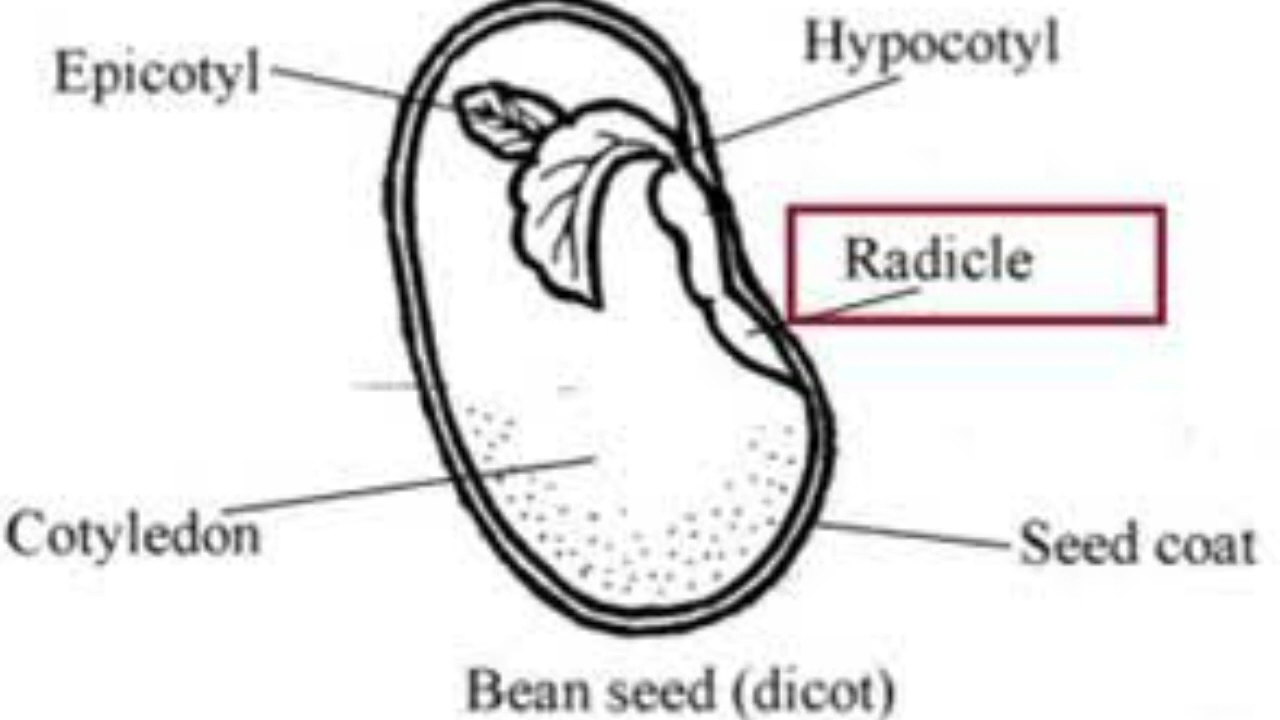 Epicotyl
Hypocotyl
Radicle
Cotyledon
Seed coat
Bean seed (dicot)